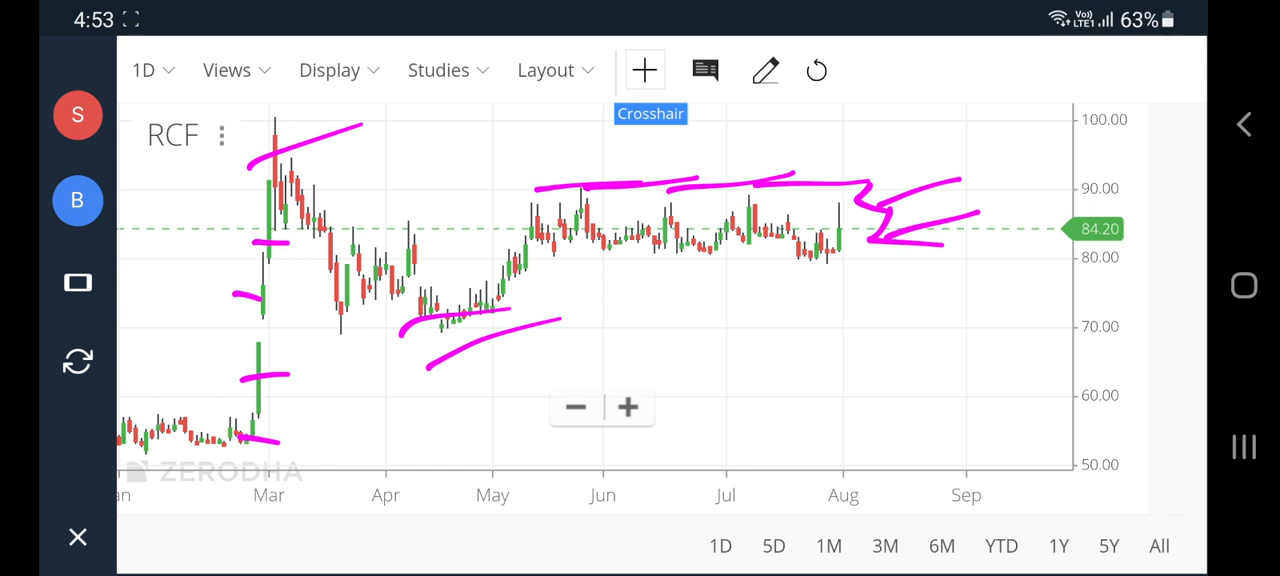 4:53
Vo)) LTE1 63%
1D Views Display Studies Layout
Crosshair
S
RCF
B
100.00
90.00
84.20
80.00
70.00
60.00
50.00
ZERODHA
an Mar Apr May Jun Jul Aug Sep
1D 5D 1M 3M 6M YTD 1Y 5Y All